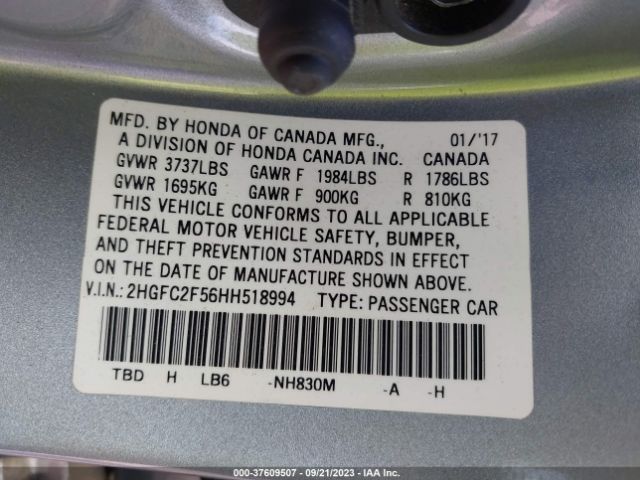 MFD. BY HONDA OF CANADA MFG., 01/'17
A DIVISION OF HONDA CANADA INC. CANADA
GVWR 3737LBS GAWR F 1984LBS R 1786LBS
GVWR 1695KG GAWR F 900KG R 810KG
THIS VEHICLE CONFORMS TO ALL APPLICABLE
FEDERAL MOTOR VEHICLE SAFETY, BUMPER,
AND THEFT PREVENTION STANDARDS IN EFFECT
ON THE DATE OF MANUFACTURE SHOWN ABOVE.
V.I.N.: 2HGFC2F56HH518994 TYPE: PASSENGER CAR
TBD H LB6 -NH830M -A -H
000-37609507 - 09/21/2023 - IAA Inc.